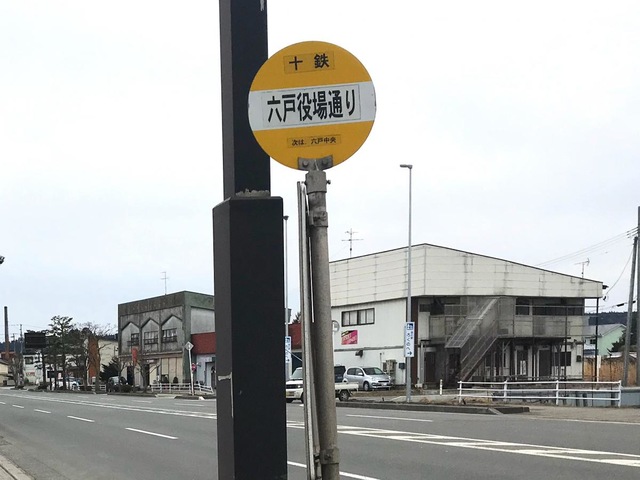 十鉄
六戸役場通り
次は 六戸中央